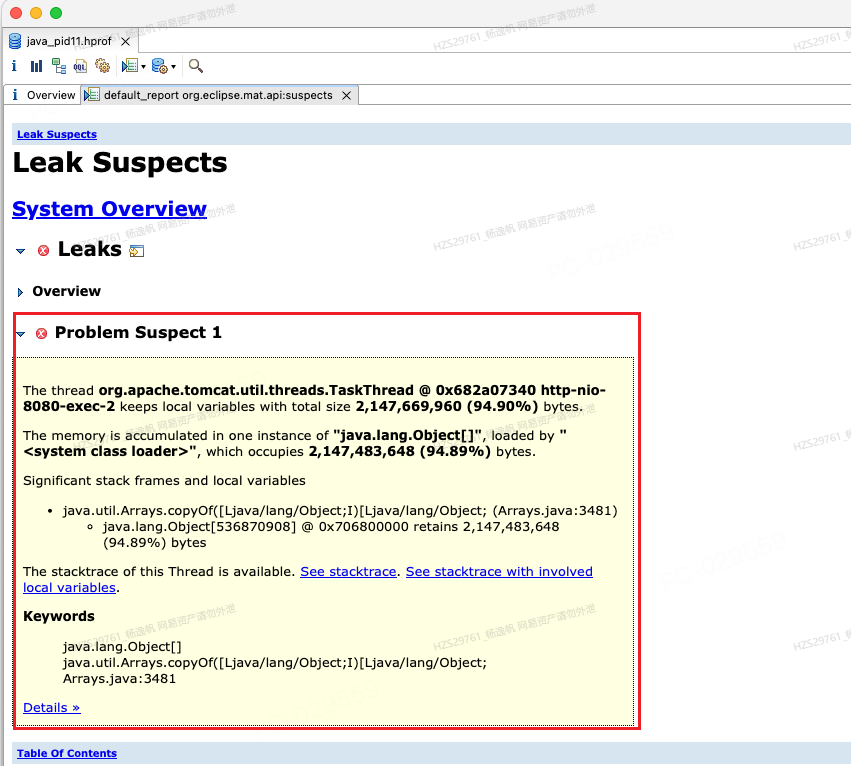 java_pid11.hprof
OQL
Overview
default_report org.eclipse.mat.api:suspects
Leak Suspects
Leak Suspects
System Overview
Leaks
Overview
Problem Suspect 1
The thread org.apache.tomcat.util.threads.TaskThread @ 0x682a07340 http-nio-
8080-exec-2 keeps local variables with total size 2,147,669,960 (94.90%) bytes.
The memory is accumulated in one instance of "java.lang.Object[]", loaded by "
<system class loader>", which occupies 2,147,483,648 (94.89%) bytes.
Significant stack frames and local variables
• java.util.Arrays.copyOf([Ljava/lang/Object;I)[Ljava/lang/Object; (Arrays.java:3481)
◦ java.lang.Object[536870908] @ 0x706800000 retains 2,147,483,648
(94.89%) bytes
The stacktrace of this Thread is available. See stacktrace. See stacktrace with involved
local variables.
Keywords
java.lang.Object[]
java.util.Arrays.copyOf([Ljava/lang/Object;I)[Ljava/lang/Object;
Arrays.java:3481
Details »
Table Of Contents
HZS29761_杨逸帆 网易资产请勿外泄